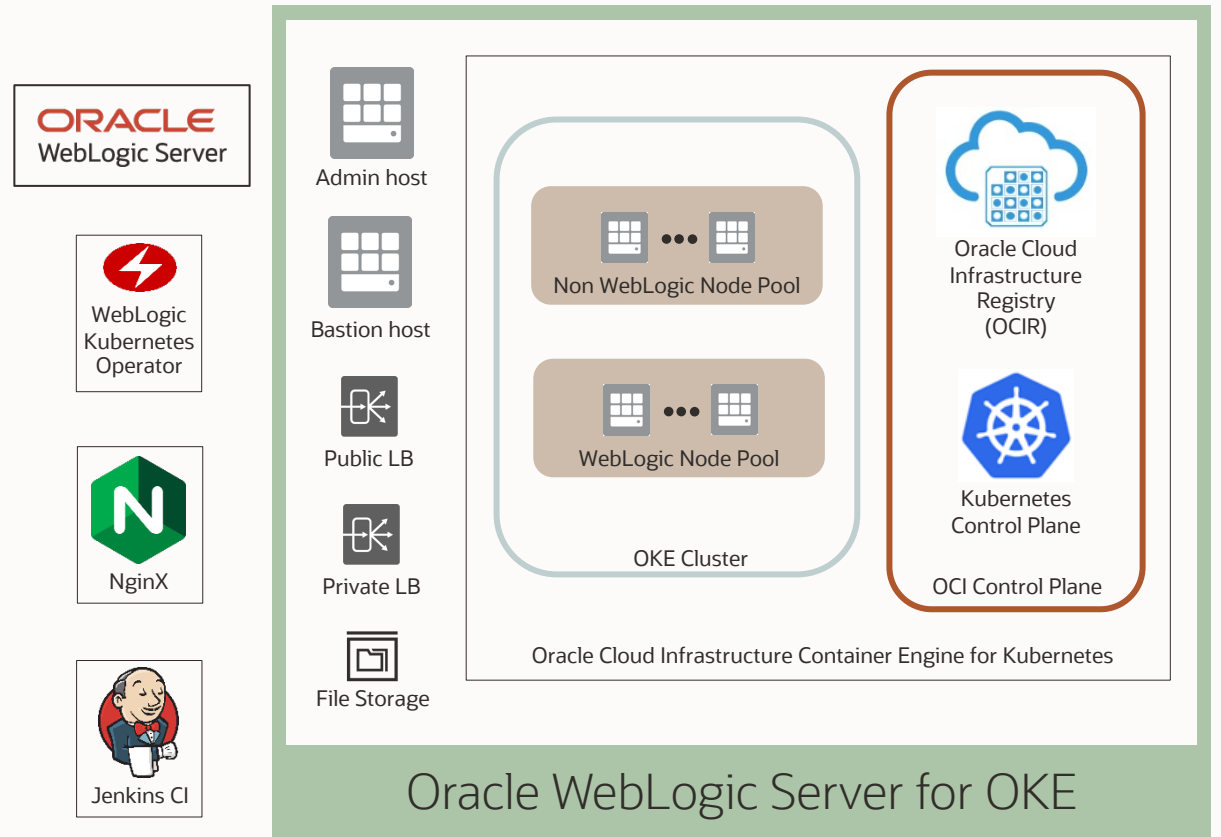 ORACLE
WebLogic Server
WebLogic
Kubernetes
Operator
NginX
Jenkins CI
Admin host
Bastion host
Public LB
Private LB
File Storage
Non WebLogic Node Pool
WebLogic Node Pool
OKE Cluster
Oracle Cloud
Infrastructure
Registry
(OCIR)
Kubernetes
Control Plane
OCI Control Plane
Oracle Cloud Infrastructure Container Engine for Kubernetes
Oracle WebLogic Server for OKE